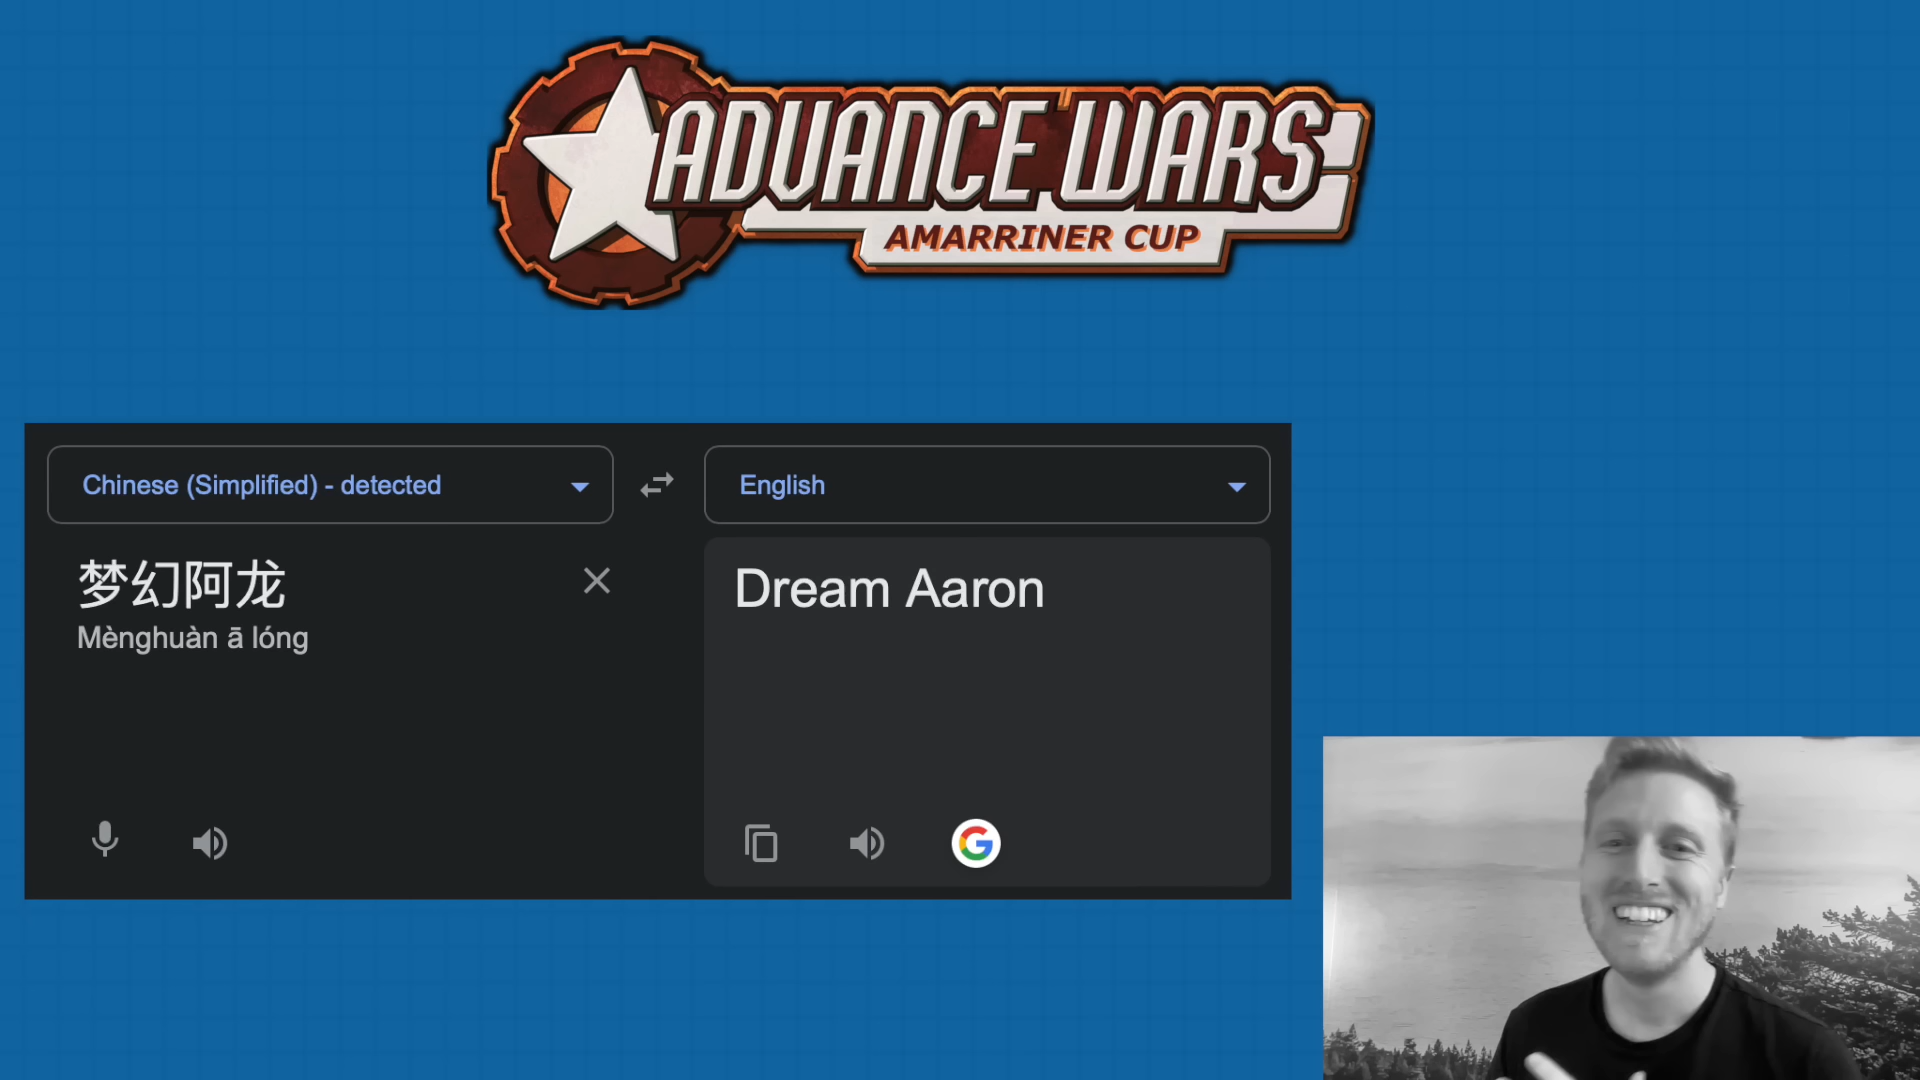 ADVANCE WARS
AMARRINER CUP
Chinese (Simplified) - detected
English
梦幻阿龙
Mènghuàn ā lóng
Dream Aaron